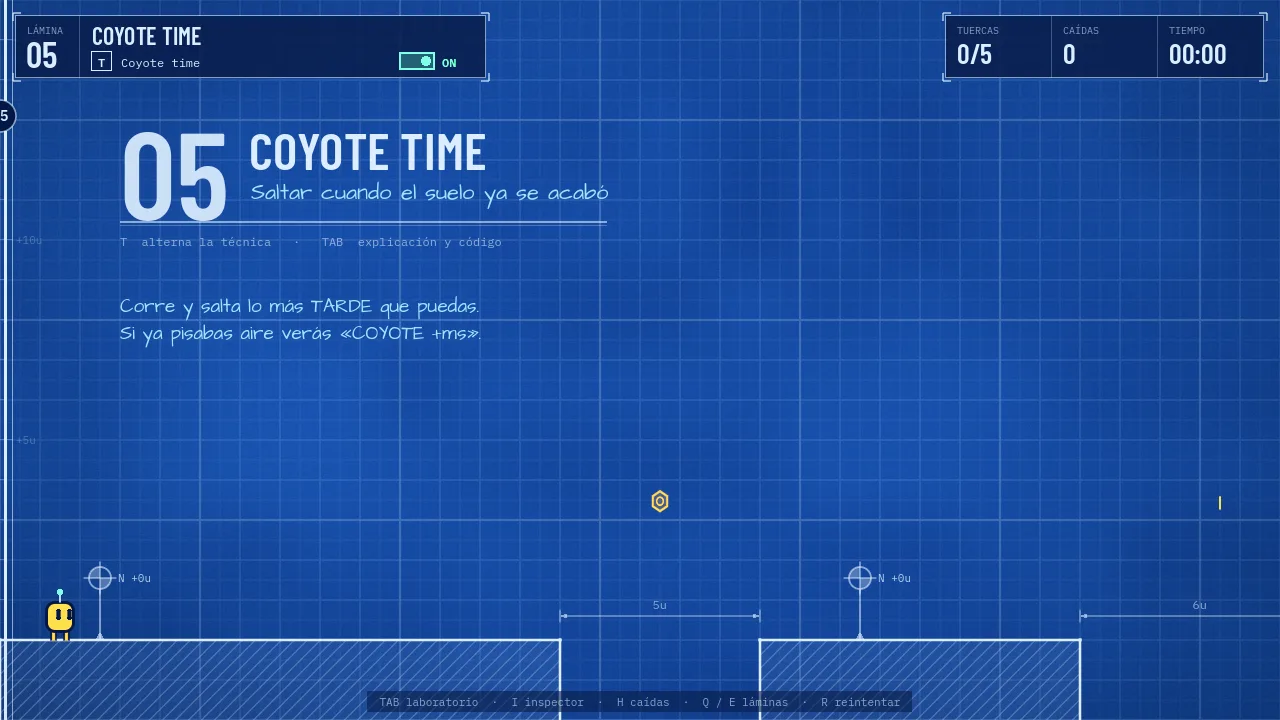 LÁMINA
05
COYOTE TIME
T Coyote time
ON
TUERCAS
0/5
CAÍDAS
0
TIEMPO
00:00
5
05
COYOTE TIME
Saltar cuando el suelo ya se acabó
T alterna la técnica · TAB explicación y código
+10u
Corre y salta lo más TARDE que puedas.
Si ya pisabas aire verás «COYOTE +ms».
+5u
N +0u
N +0u
5u
6u
TAB laboratorio · I inspector · H caídas · Q / E láminas · R reintentar